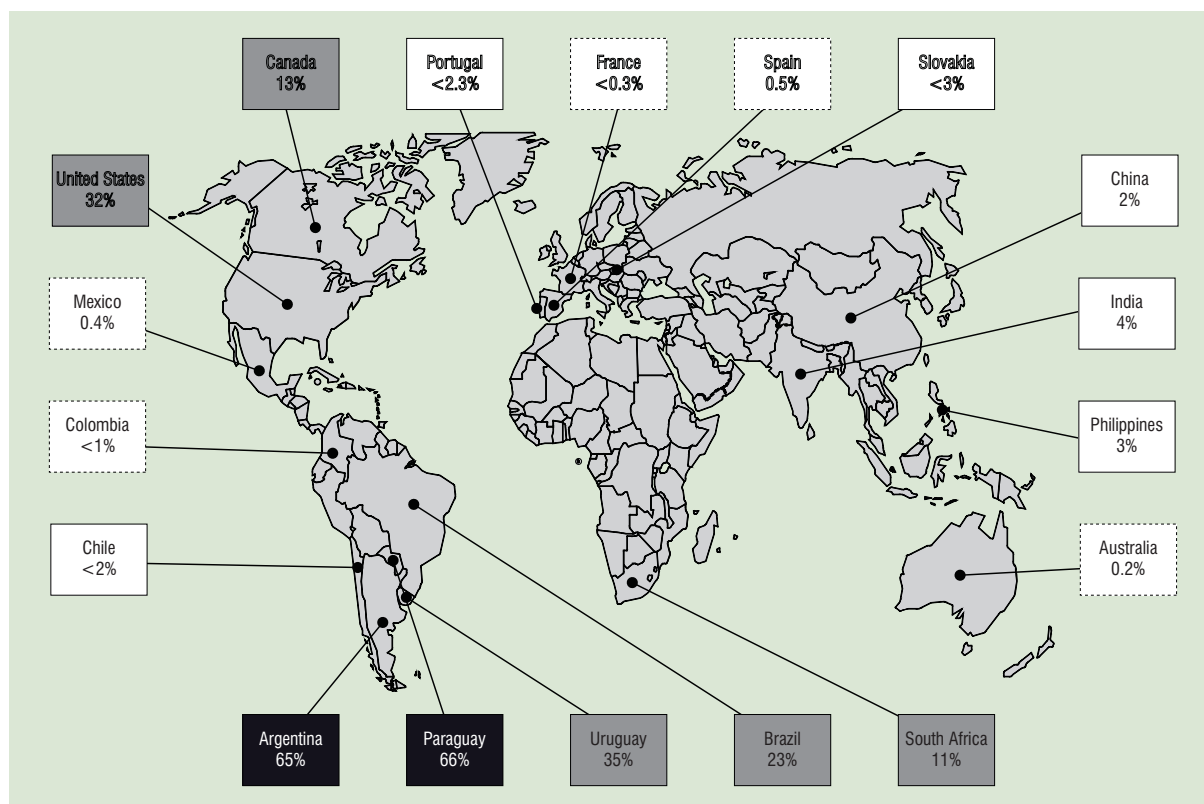 Canada
13%
Portugal
<2.3%
France
<0.3%
Spain
0.5%
Slovakia
<3%
United States
32%
China
2%
Mexico
0.4%
India
4%
Colombia
<1%
Philippines
3%
Chile
<2%
Australia
0.2%
Argentina
65%
Paraguay
66%
Uruguay
35%
Brazil
23%
South Africa
11%